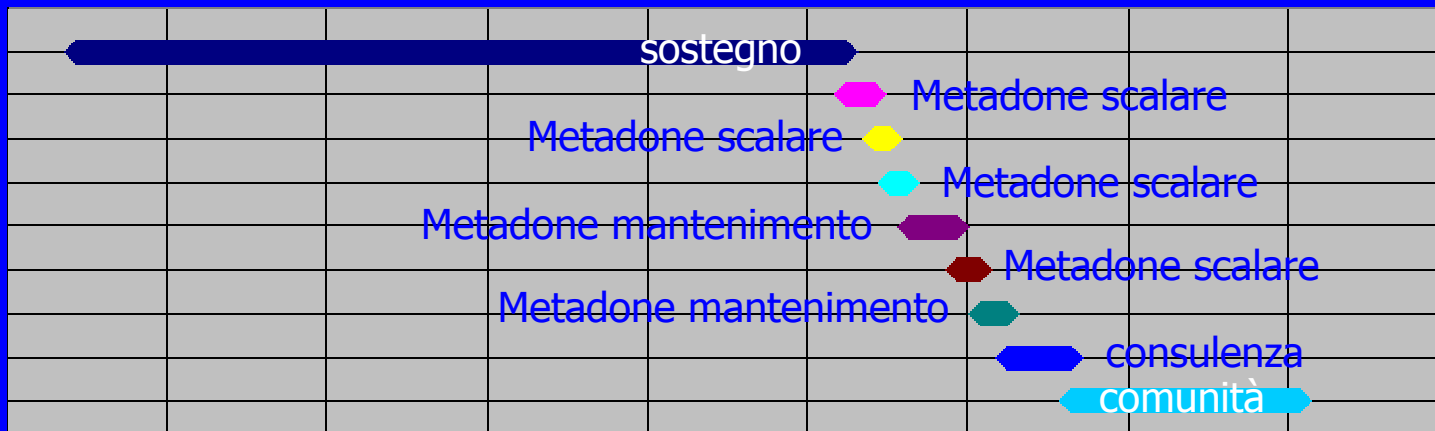 sostegno
Metadone scalare
Metadone scalare
Metadone scalare
Metadone mantenimento
Metadone scalare
Metadone mantenimento
consulenza
comunità